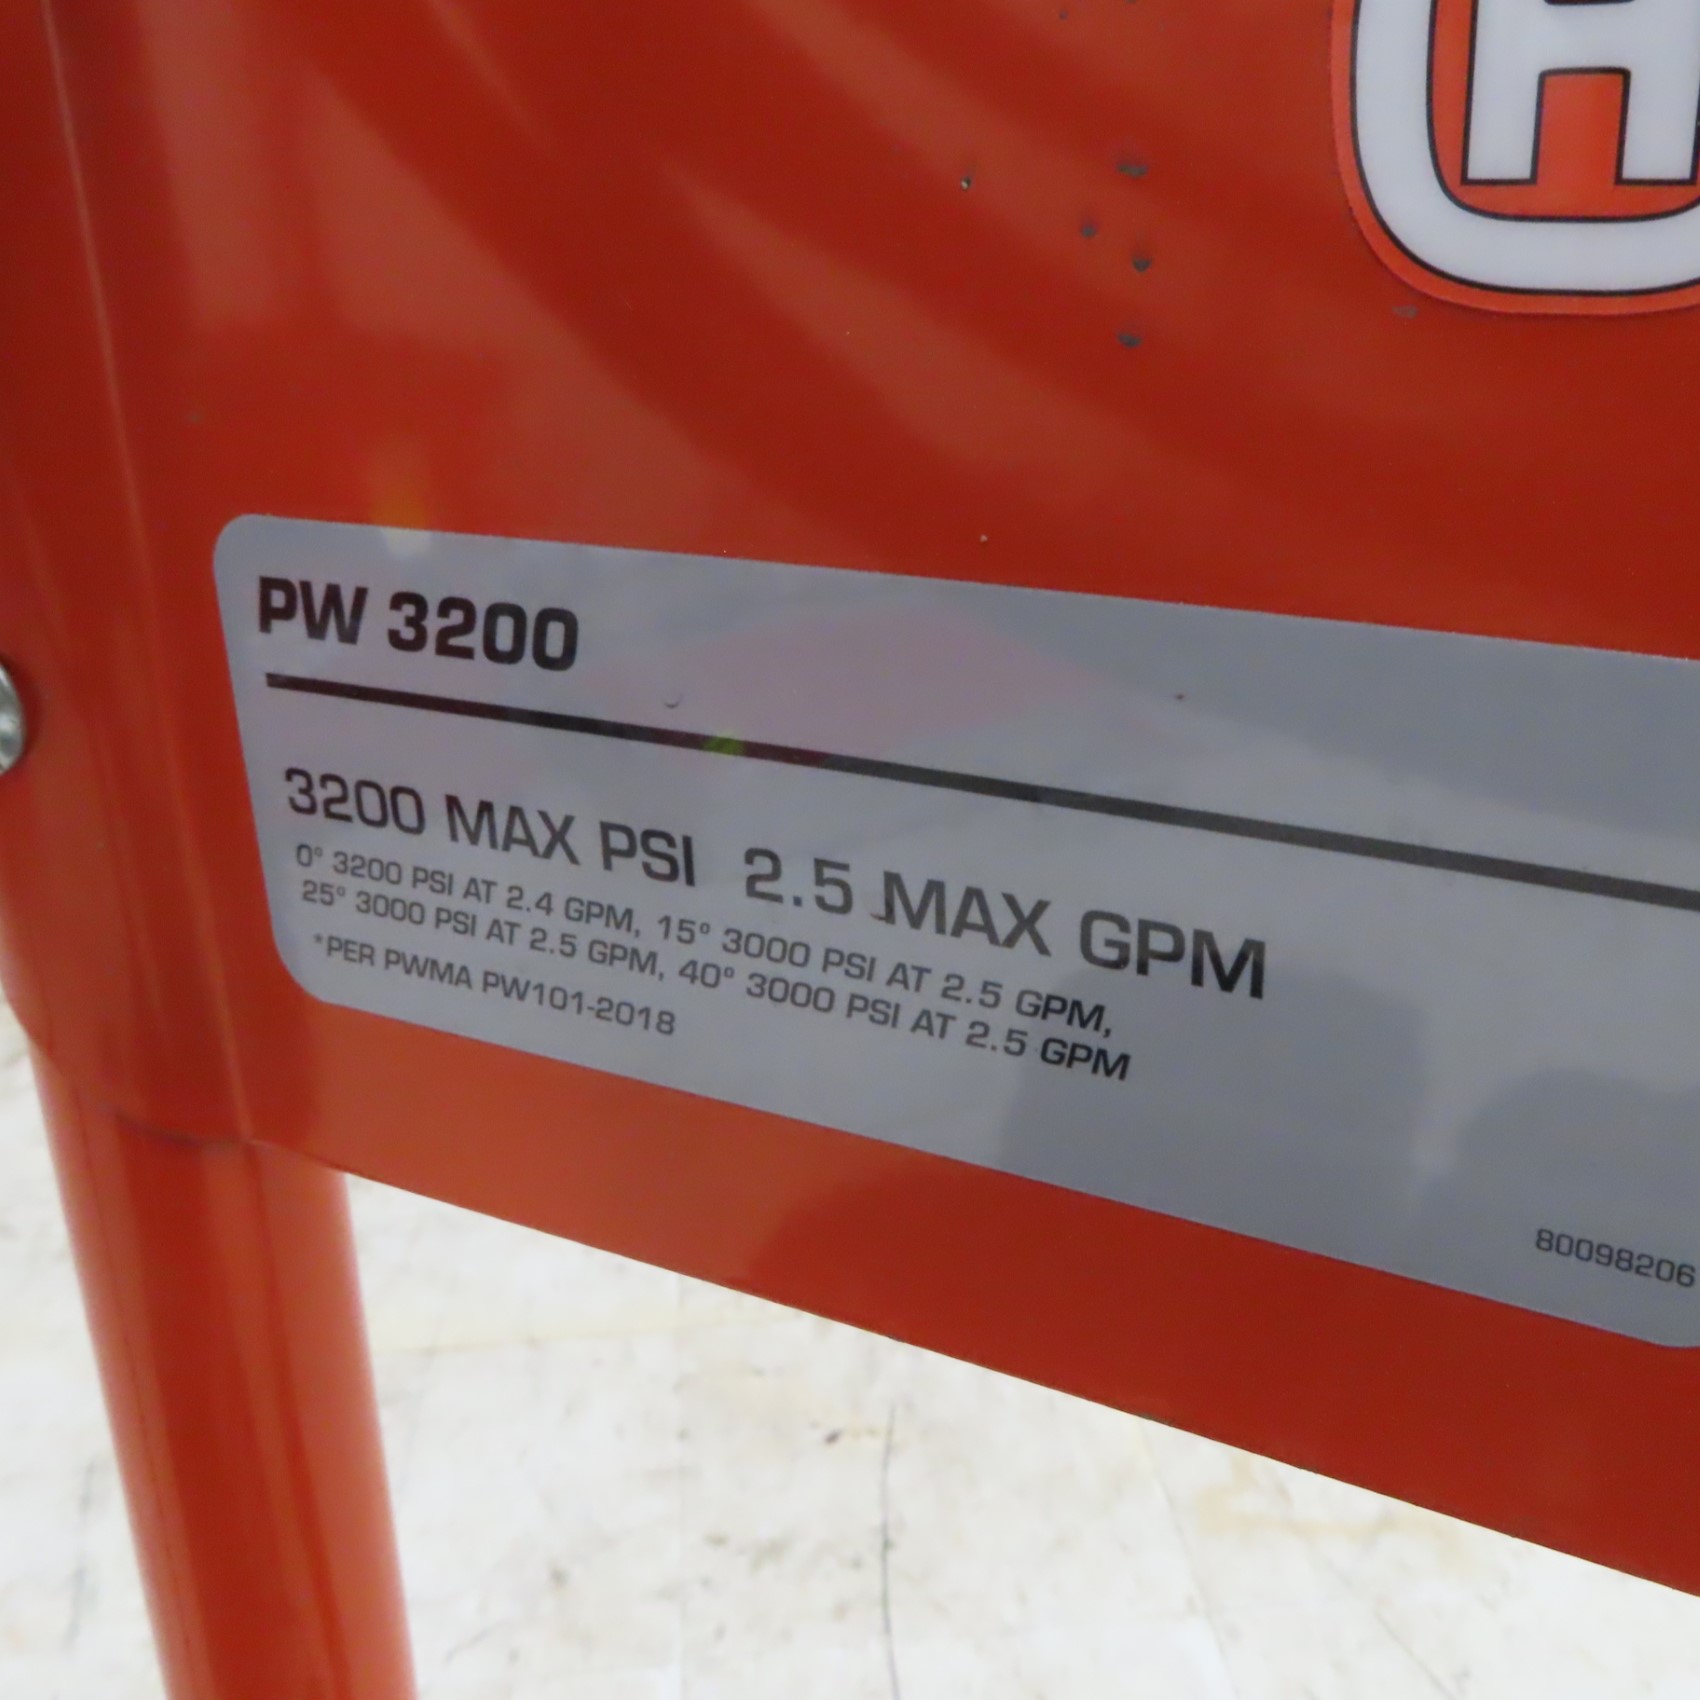 H
PW 3200
3200 MAX PSI 2.5 MAX GPM
0° 3200 PSI AT 2.4 GPM, 15° 3000 PSI AT 2.5 GPM,
25° 3000 PSI AT 2.5 GPM, 40° 3000 PSI AT 2.5 GPM
*PER PWMA PW101-2018
80098206